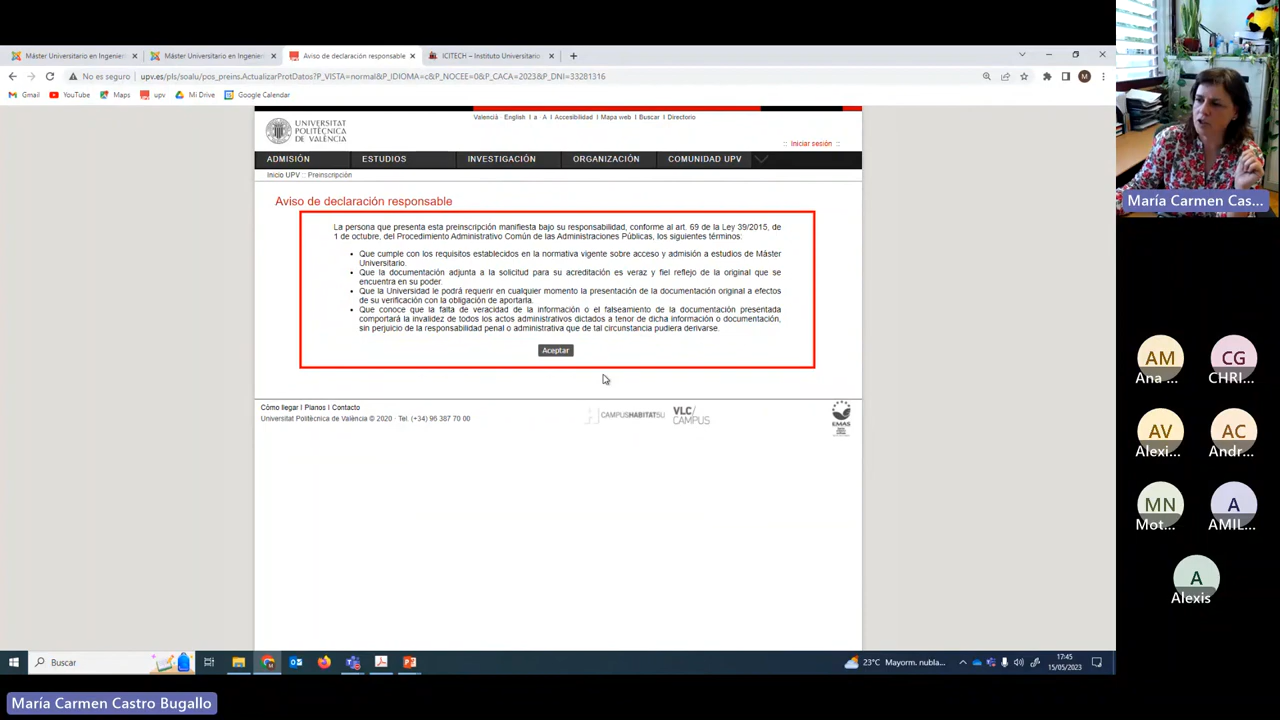 Máster Universitario en Ingenier
Máster Universitario en Ingenier
Aviso de declaración responsable
ICITECH – Instituto Universitario
No es seguro
upv.es/pls/soalu/pos_preins.ActualizarProtDatos?P_VISTA=normal&P_IDIOMA=c&P_NOCEE=0&P_CACA=2023&P_DNI=33281316
M
Gmail
YouTube
Maps
upv
Mi Drive
Google Calendar
UNIVERSITAT
POLITÈCNICA
DE VALÈNCIA
Valencià · English I a · A I Accesibilidad I Mapa web I Buscar I Directorio
:: Iniciar sesión ::
ADMISIÓN
ESTUDIOS
INVESTIGACIÓN
ORGANIZACIÓN
COMUNIDAD UPV
Inicio UPV :: Preinscripción
Aviso de declaración responsable
La persona que presenta esta preinscripción manifiesta bajo su responsabilidad, conforme al art. 69 de la Ley 39/2015, de
1 de octubre, del Procedimiento Administrativo Común de las Administraciones Públicas, los siguientes términos:
• Que cumple con los requisitos establecidos en la normativa vigente sobre acceso y admisión a estudios de Máster
Universitario.
• Que la documentación adjunta a la solicitud para su acreditación es veraz y fiel reflejo de la original que se
encuentra en su poder.
• Que la Universidad le podrá requerir en cualquier momento la presentación de la documentación original a efectos
de su verificación con la obligación de aportarla.
• Que conoce que la falta de veracidad de la información o el falseamiento de la documentación presentada
comportará la invalidez de todos los actos administrativos dictados a tenor de dicha información o documentación,
sin perjuicio de la responsabilidad penal o administrativa que de tal circunstancia pudiera derivarse.
Aceptar
Cómo llegar I Planos I Contacto
Universitat Politècnica de València © 2020 · Tel. (+34) 96 387 70 00
CAMPUSHABITAT5U
VLC/
CAMPUS
EMAS
Buscar
23°C Mayorm. nubla...
17:45
15/05/2023
María Carmen Castro Bugallo
María Carmen Cas...
AM
Ana ...
CG
CHRI...
AV
Alexi...
AC
Andr...
MN
Mot...
A
AMIL...
A
Alexis